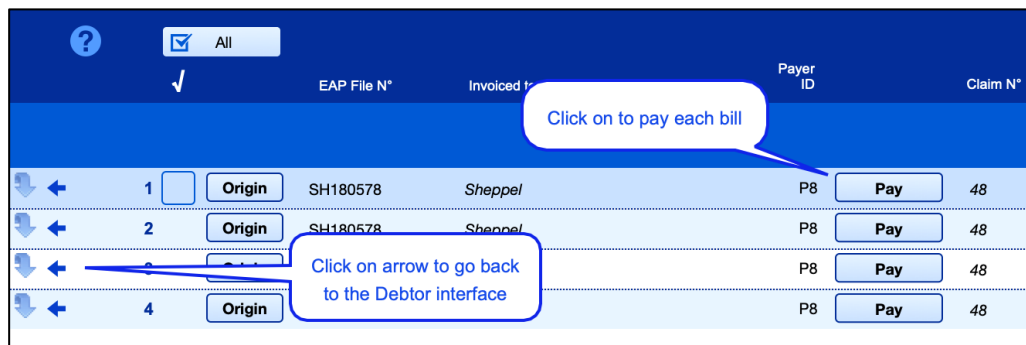 ? All
√ EAP File N° Invoiced Payer ID Claim N°
Click on to pay each bill
1 Origin SH180578 Sheppel P8 Pay 48
2 Origin SH180578 Sheppel P8 Pay 48
P8 Pay 48
Click on arrow to go back
to the Debtor interface
4 Origin P8 Pay 48